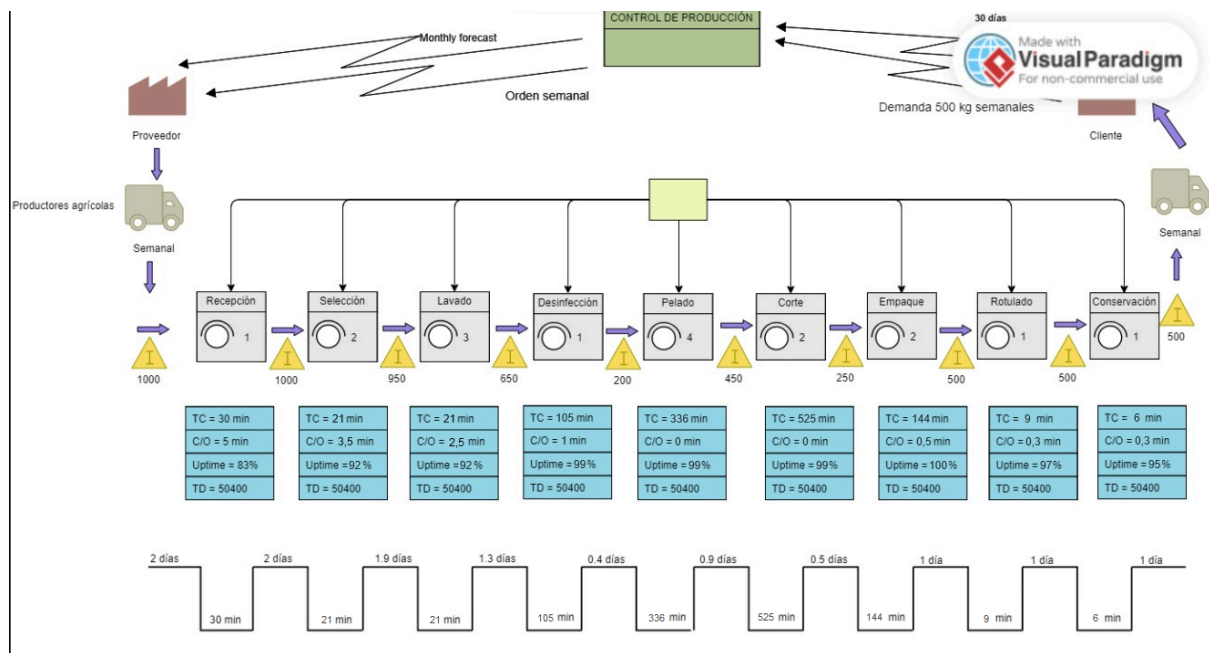 CONTROL DE PRODUCCIÓN
30 días
Monthly forecast
Made with
Visual Paradigm
For non-commercial use
Orden semanal
Demanda 500 kg semanales
Proveedor
Cliente
Productores agrícolas
Semanal
Semanal
Recepción
Selección
Lavado
Desinfección
Pelado
Corte
Empaque
Rotulado
Conservación
1
2
3
1
4
2
2
1
1
I
I
I
I
I
I
I
I
I
I
1000
1000
950
650
200
450
250
500
500
500
TC = 30 min
C/O = 5 min
Uptime = 83%
TD = 50400
TC = 21 min
C/O = 3,5 min
Uptime = 92 %
TD = 50400
TC = 21 min
C/O = 2,5 min
Uptime = 92 %
TD = 50400
TC = 105 min
C/O = 1 min
Uptime = 99%
TD = 50400
TC = 336 min
C/O = 0 min
Uptime = 99%
TD = 50400
TC = 525 min
C/O = 0 min
Uptime = 99%
TD = 50400
TC = 144 min
C/O = 0,5 min
Uptime = 100%
TD = 50400
TC = 9 min
C/O = 0,3 min
Uptime = 97%
TD = 50400
TC = 6 min
C/O = 0,3 min
Uptime = 95%
TD = 50400
2 días
2 días
1.9 días
1.3 días
0.4 días
0.9 días
0.5 días
1 día
1 día
1 día
30 min
21 min
21 min
105 min
336 min
525 min
144 min
9 min
6 min